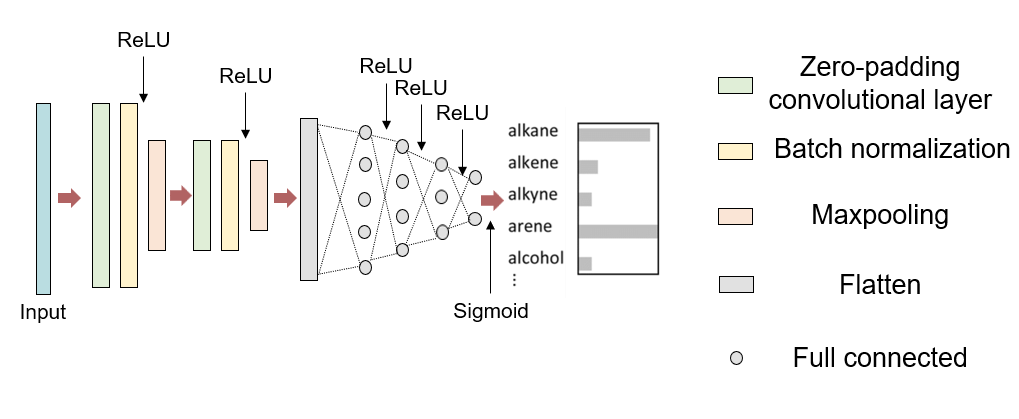 ReLU
ReLU
ReLU
ReLU
ReLU
Input
alkane
alkene
alkyne
arene
alcohol
⋮
Sigmoid
Zero-padding
convolutional layer
Batch normalization
Maxpooling
Flatten
Full connected